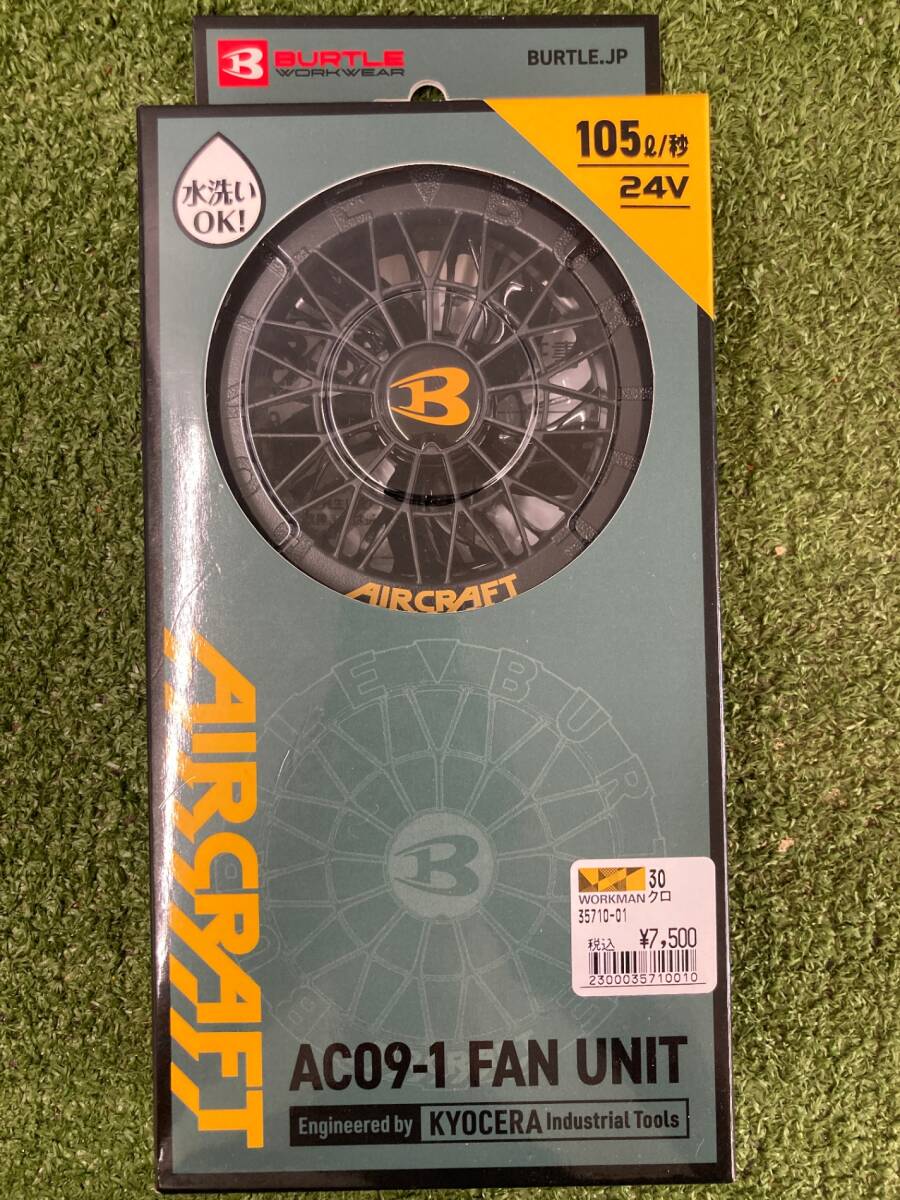 BURTLE
WORKWEAR
BURTLE.JP
105ℓ/秒
24V
水洗い
OK!
B
AIRCRAFT
AIRCRAFT
B
WORKMAN
30
クロ
35710-01
税込 ¥7,500
2300035710010
AC09-1 FAN UNIT
Engineered by KYOCERA Industrial Tools